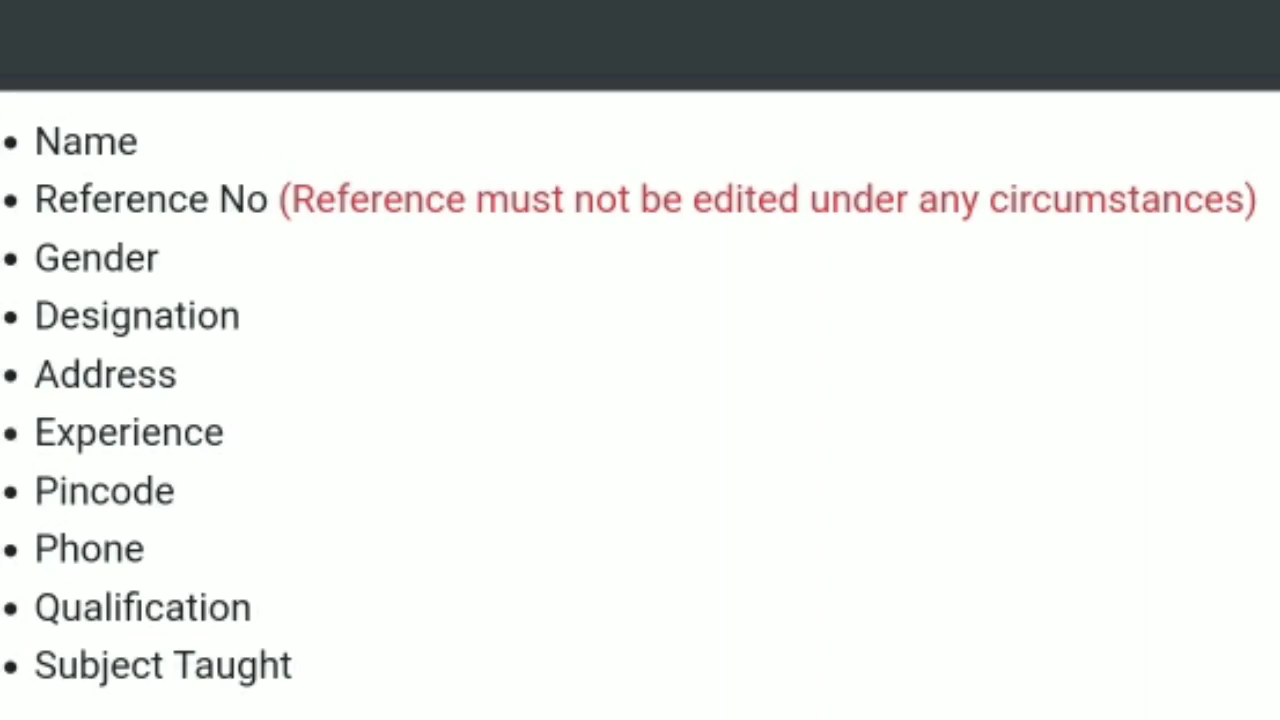 • Name
• Reference No (Reference must not be edited under any circumstances)
• Gender
• Designation
• Address
• Experience
• Pincode
• Phone
• Qualification
• Subject Taught